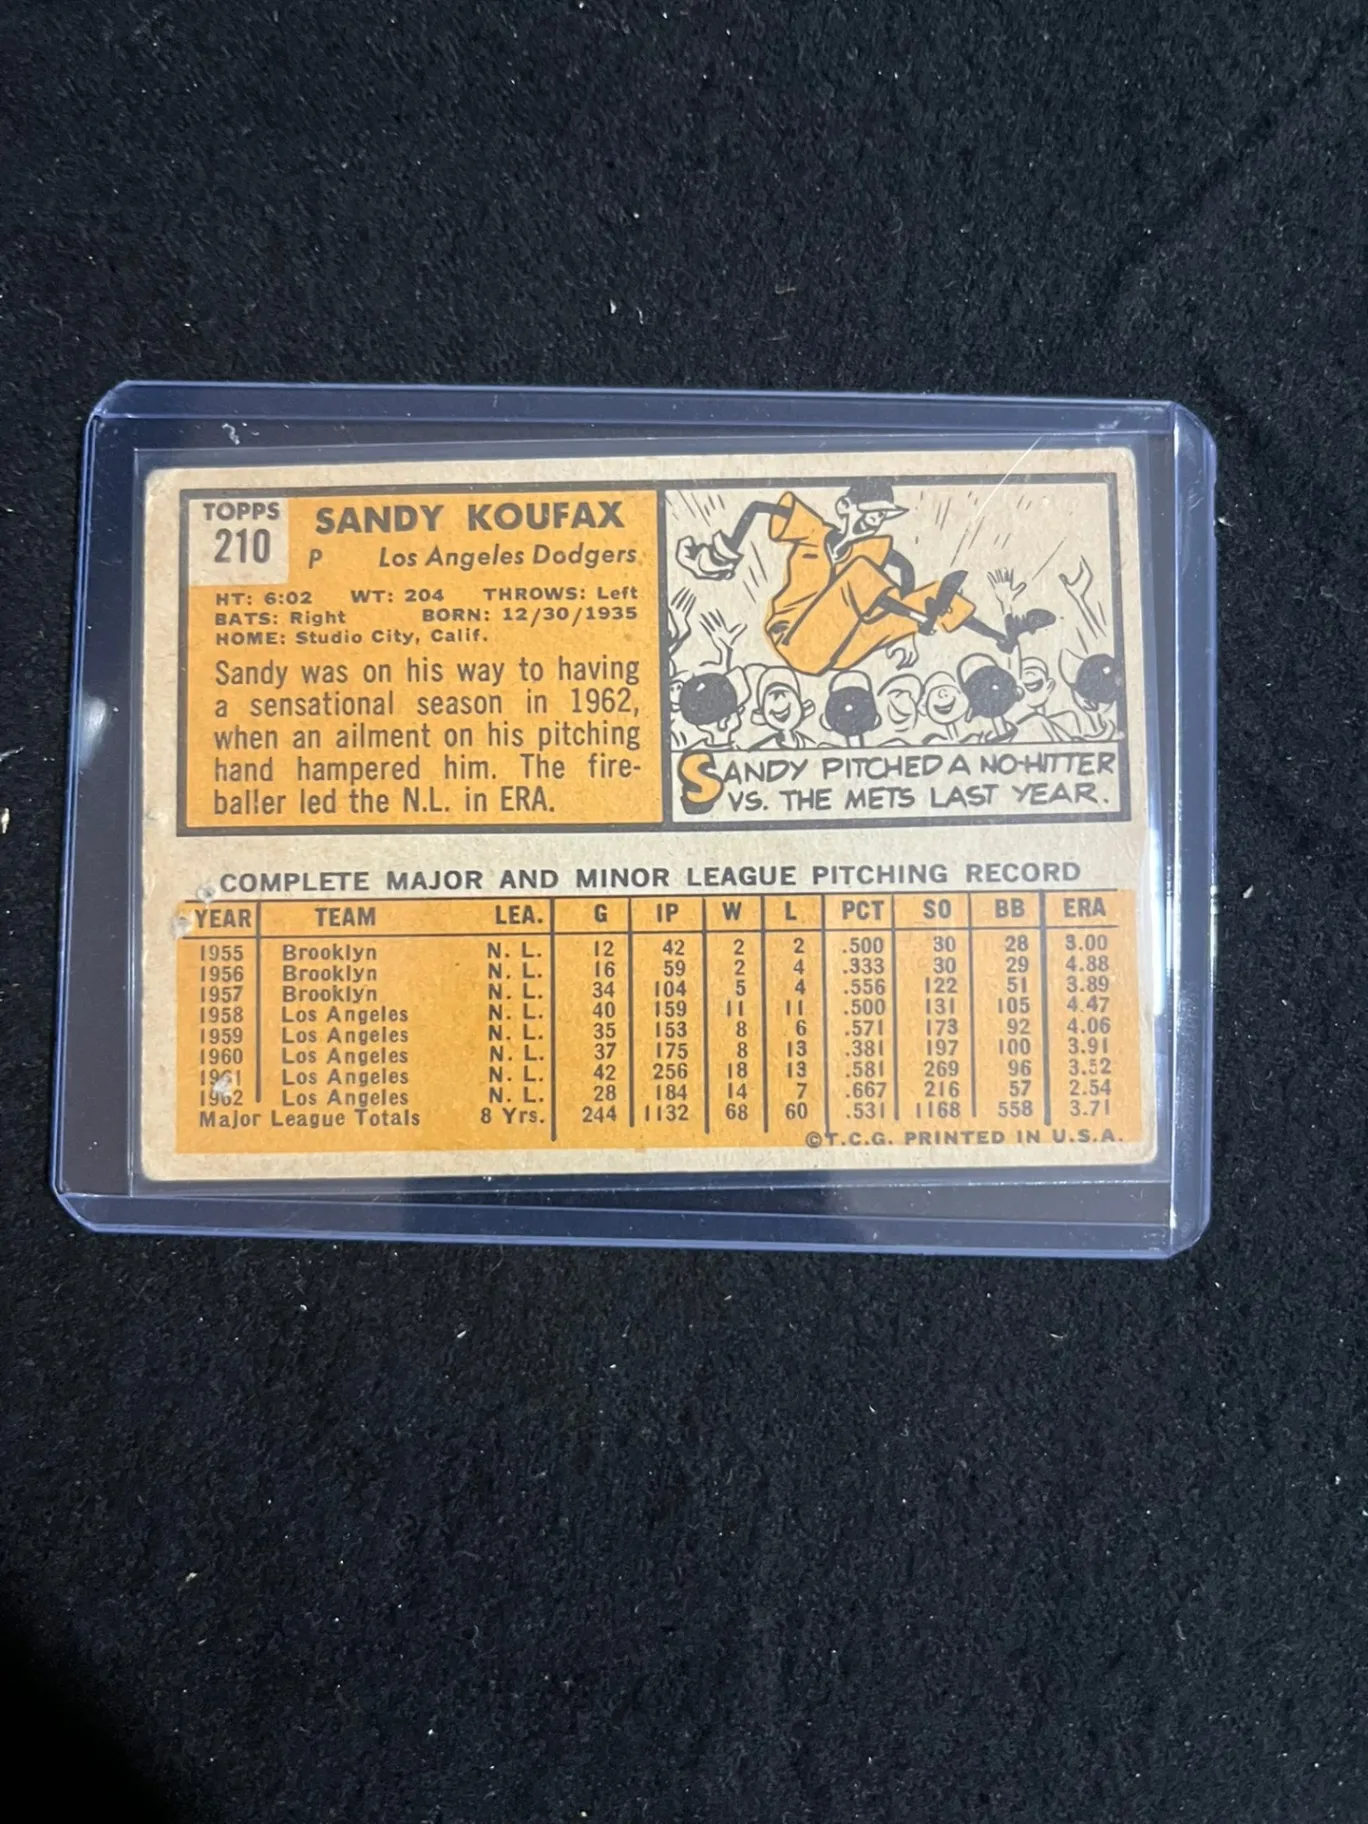 TOPPS
210
SANDY KOUFAX
P Los Angeles Dodgers
HT: 6:02 WT: 204 THROWS: Left
BATS: Right BORN: 12/30/1935
HOME: Studio City, Calif.
Sandy was on his way to having
a sensational season in 1962,
when an ailment on his pitching
hand hampered him. The fire-
baller led the N.L. in ERA.
SANDY PITCHED A NO-HITTER
VS. THE METS LAST YEAR.
COMPLETE MAJOR AND MINOR LEAGUE PITCHING RECORD
YEAR TEAM LEA. G IP W L PCT SO BB ERA
1955 Brooklyn N. L. 12 42 2 2 .500 30 28 3.00
1956 Brooklyn N. L. 16 59 2 4 .333 30 29 4.88
1957 Brooklyn N. L. 34 104 5 4 .556 122 51 3.89
1958 Los Angeles N. L. 40 159 11 11 .500 131 105 4.47
1959 Los Angeles N. L. 35 153 8 6 .571 173 92 4.06
1960 Los Angeles N. L. 37 175 8 13 .381 197 100 3.91
1961 Los Angeles N. L. 42 256 18 13 .581 269 96 3.52
1962 Los Angeles N. L. 28 184 14 7 .667 216 57 2.54
Major League Totals 8 Yrs. 244 1132 68 60 .531 1168 558 3.71
©T.C.G. PRINTED IN U.S.A.